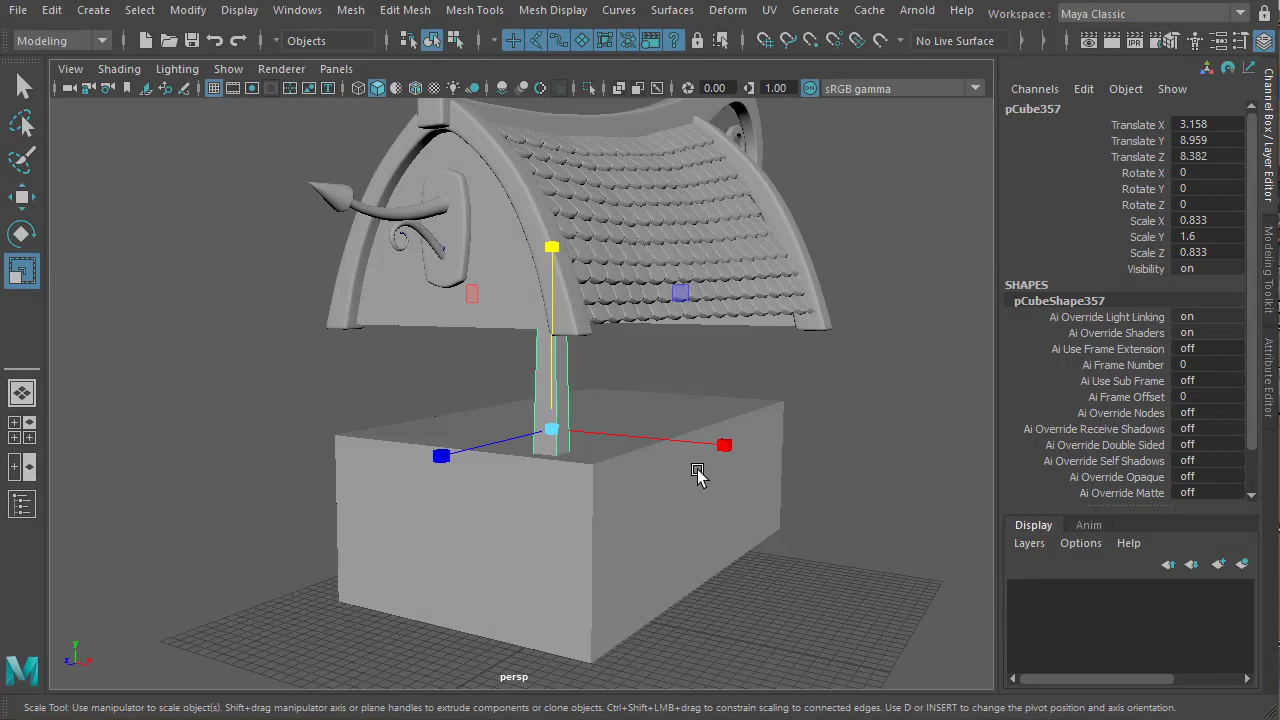 File Edit Create Select Modify Display Windows Mesh Edit Mesh Mesh Tools Mesh Display Curves Surfaces Deform UV Generate Cache Arnold Help Workspace : Maya Classic
Modeling Objects No Live Surface
View Shading Lighting Show Renderer Panels
0.00 1.00 sRGB gamma
Channels Edit Object Show
pCube357
Translate X 3.158
Translate Y 8.959
Translate Z 8.382
Rotate X 0
Rotate Y 0
Rotate Z 0
Scale X 0.833
Scale Y 1.6
Scale Z 0.833
Visibility on
SHAPES
pCubeShape357
Ai Override Light Linking on
Ai Override Shaders on
Ai Use Frame Extension off
Ai Frame Number 0
Ai Use Sub Frame off
Ai Frame Offset 0
Ai Override Nodes off
Ai Override Receive Shadows off
Ai Override Double Sided off
Ai Override Self Shadows off
Ai Override Opaque off
Ai Override Matte off
Display Anim
Layers Options Help
Channel Box / Layer Editor
Modeling Toolkit
Attribute Editor
y
z x
persp
M
Scale Tool: Use manipulator to scale object(s). Shift+drag manipulator axis or plane handles to extrude components or clone objects. Ctrl+Shift+LMB+drag to constrain scaling to connected edges. Use D or INSERT to change the pivot position and axis orientation.